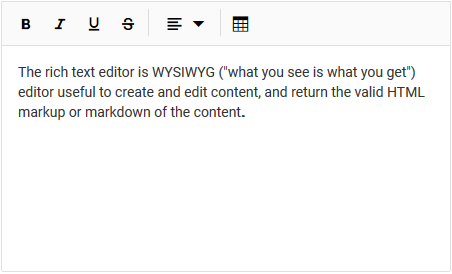 B I U S
The rich text editor is WYSIWYG ("what you see is what you get")
editor useful to create and edit content, and return the valid HTML
markup or markdown of the content.